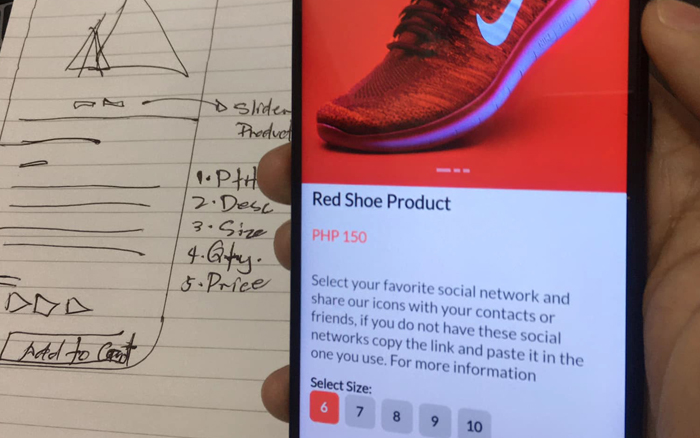 Slider
Product
1. PtH
2. Desc
3. Size
4. Qty.
5. Price
Add to Cart
Red Shoe Product
PHP 150
Select your favorite social network and
share our icons with your contacts or
friends, if you do not have these social
networks copy the link and paste it in the
one you use. For more information
Select Size:
6 7 8 9 10